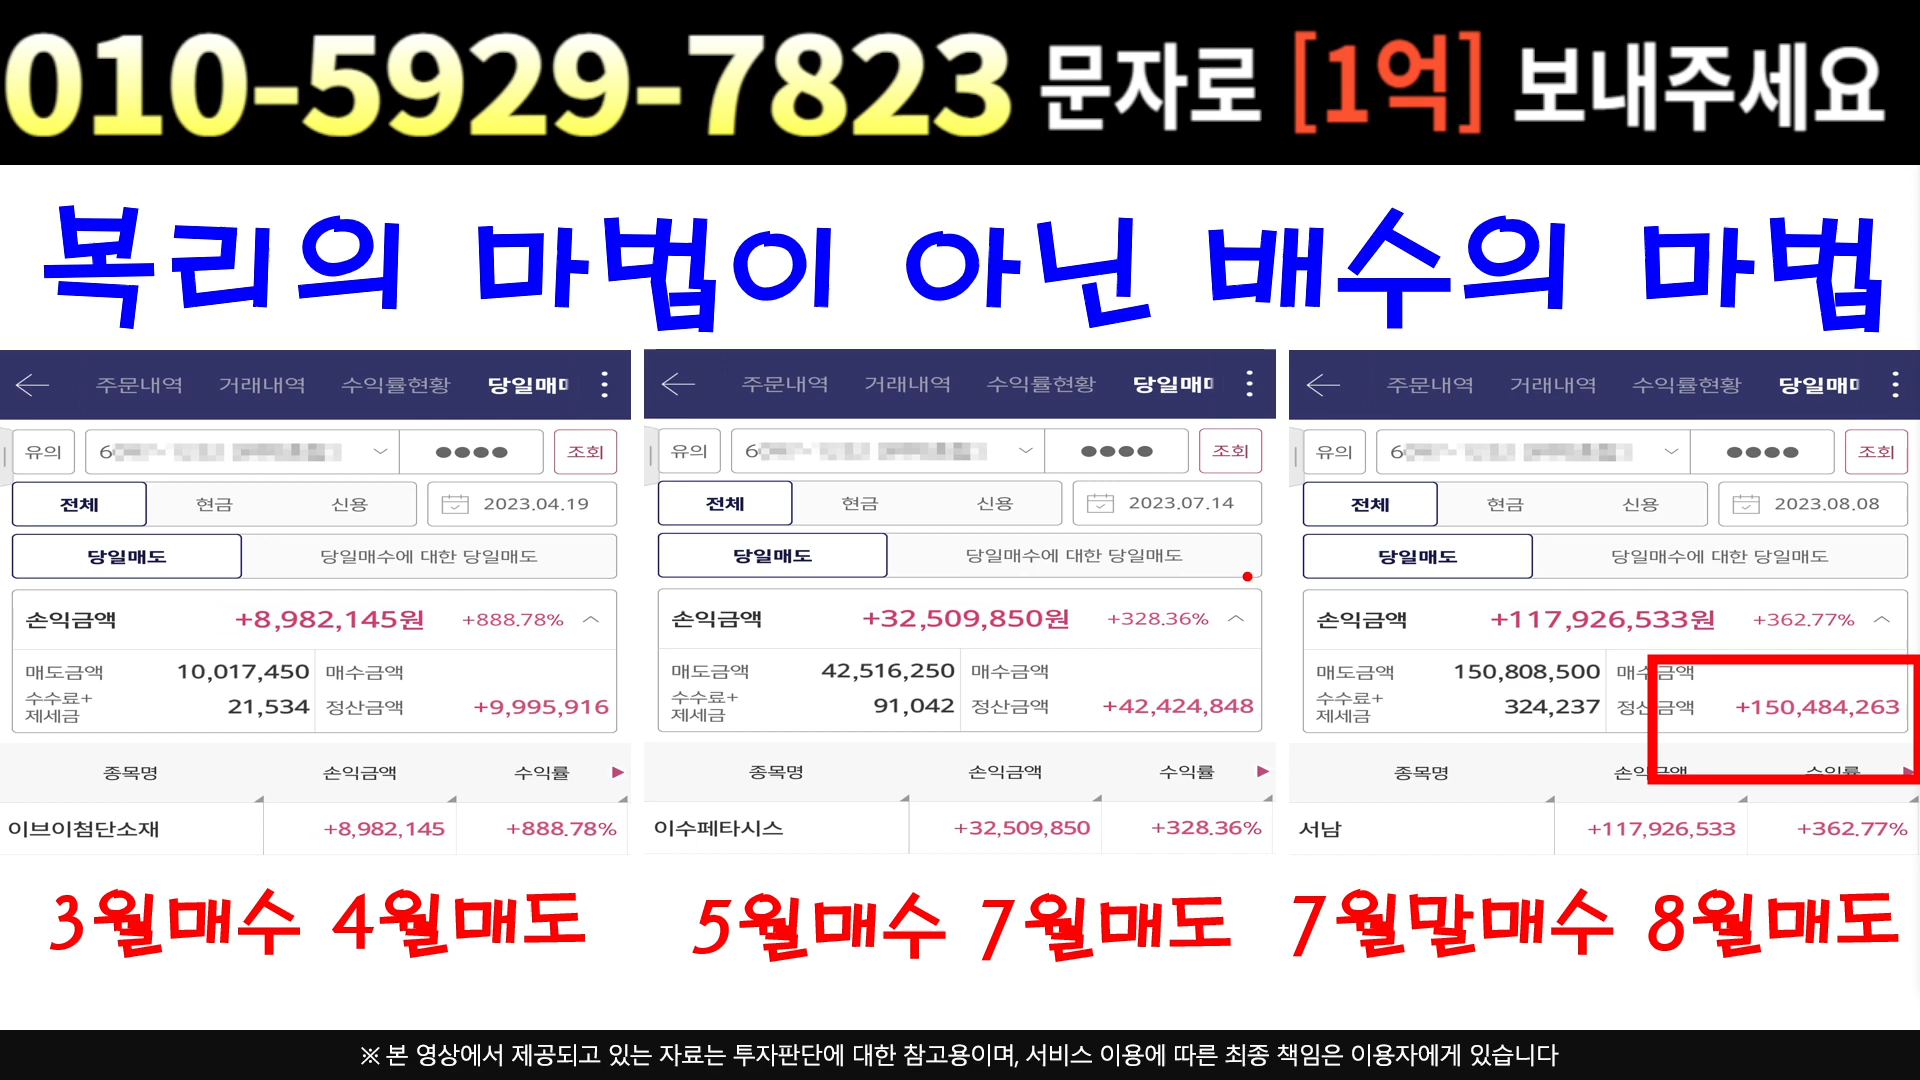 010-5929-7823 문자로 [1억] 보내주세요
복리의 마법이 아닌 배수의 마법
주문내역 거래내역 수익률현황 당일매
유의 6 ●●●● 조회
전체 현금 신용 2023.04.19
당일매도 당일매수에 대한 당일매도
손익금액 +8,982,145원 +888.78%
매도금액 10,017,450 매수금액
수수료+
제세금 21,534 정산금액 +9,995,916
종목명 손익금액 수익률
이브이첨단소재 +8,982,145 +888.78%
3월매수 4월매도
주문내역 거래내역 수익률현황 당일매
유의 6 ●●●● 조회
전체 현금 신용 2023.07.14
당일매도 당일매수에 대한 당일매도
손익금액 +32,509,850원 +328.36%
매도금액 42,516,250 매수금액
수수료+
제세금 91,042 정산금액 +42,424,848
종목명 손익금액 수익률
이수페타시스 +32,509,850 +328.36%
5월매수 7월매도
주문내역 거래내역 수익률현황 당일매
유의 6 ●●●● 조회
전체 현금 신용 2023.08.08
당일매도 당일매수에 대한 당일매도
손익금액 +117,926,533원 +362.77%
매도금액 150,808,500 매수금액
수수료+
제세금 324,237 정산금액 +150,484,263
종목명 손익금액 수익률
서남 +117,926,533 +362.77%
7월말매수 8월매도
※ 본 영상에서 제공되고 있는 자료는 투자판단에 대한 참고용이며, 서비스 이용에 따른 최종 책임은 이용자에게 있습니다